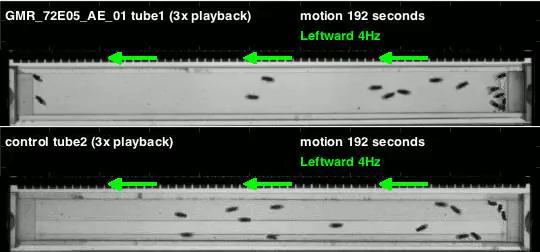 GMR_72E05_AE_01 tube1 (3x playback) motion 192 seconds
Leftward 4Hz
control tube2 (3x playback) motion 192 seconds
Leftward 4Hz